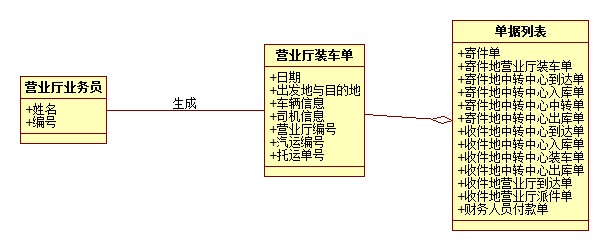 营业厅业务员
+姓名
+编号
生成
营业厅装车单
+日期
+出发地与目的地
+车辆信息
+司机信息
+营业厅编号
+汽运编号
+托运单号
单据列表
+寄件单
+寄件地营业厅装车单
+寄件地中转中心到达单
+寄件地中转中心入库单
+寄件地中转中心中转单
+寄件地中转中心出库单
+收件地中转中心到达单
+收件地中转中心入库单
+收件地中转中心装车单
+收件地中转中心出库单
+收件地营业厅到达单
+收件地营业厅派件单
+财务人员付款单